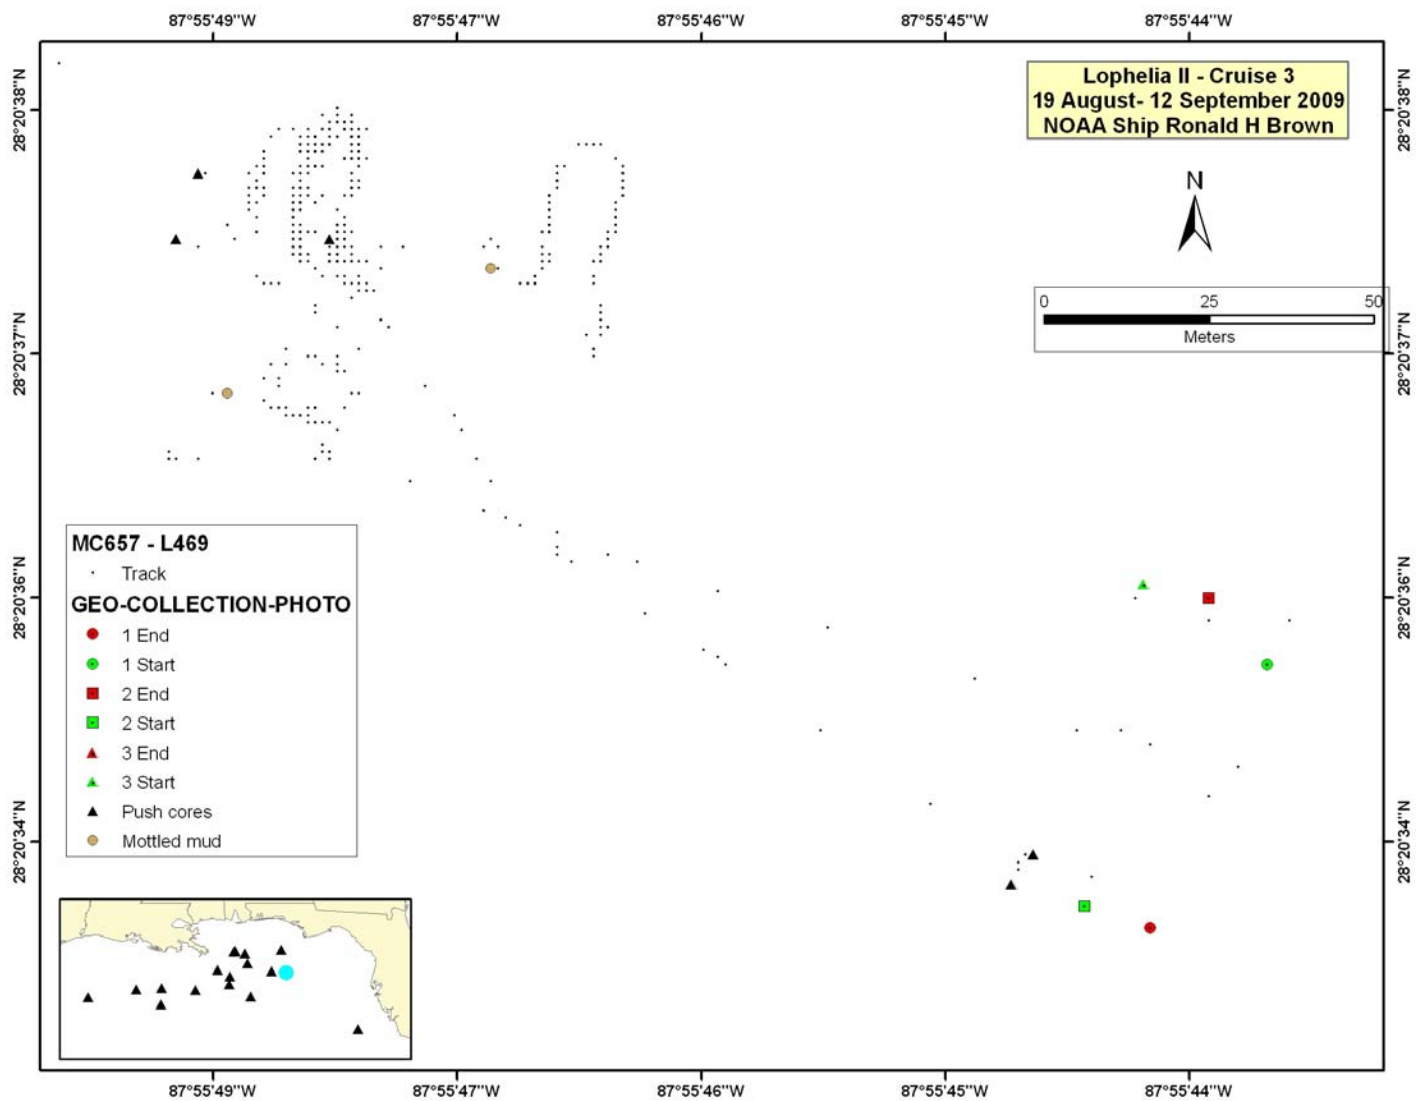 87°55'49"W 87°55'47"W 87°55'46"W 87°55'45"W 87°55'44"W
28°20'38"N
28°20'38"N
Lophelia II - Cruise 3
19 August- 12 September 2009
NOAA Ship Ronald H Brown
N
0 25 50
Meters
28°20'37"N
28°20'37"N
MC657 - L469
Track
GEO-COLLECTION-PHOTO
1 End
1 Start
2 End
2 Start
3 End
3 Start
Push cores
Mottled mud
28°20'36"N
28°20'36"N
28°20'34"N
28°20'34"N
87°55'49"W 87°55'47"W 87°55'46"W 87°55'45"W 87°55'44"W